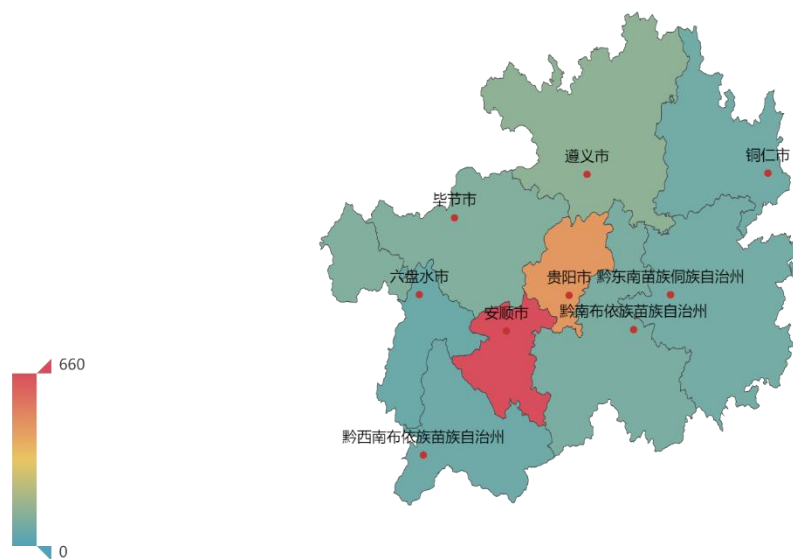 遵义市
铜仁市
毕节市
六盘水市
贵阳市
黔东南苗族侗族自治州
安顺市
黔南布依族苗族自治州
660
黔西南布依族苗族自治州
0